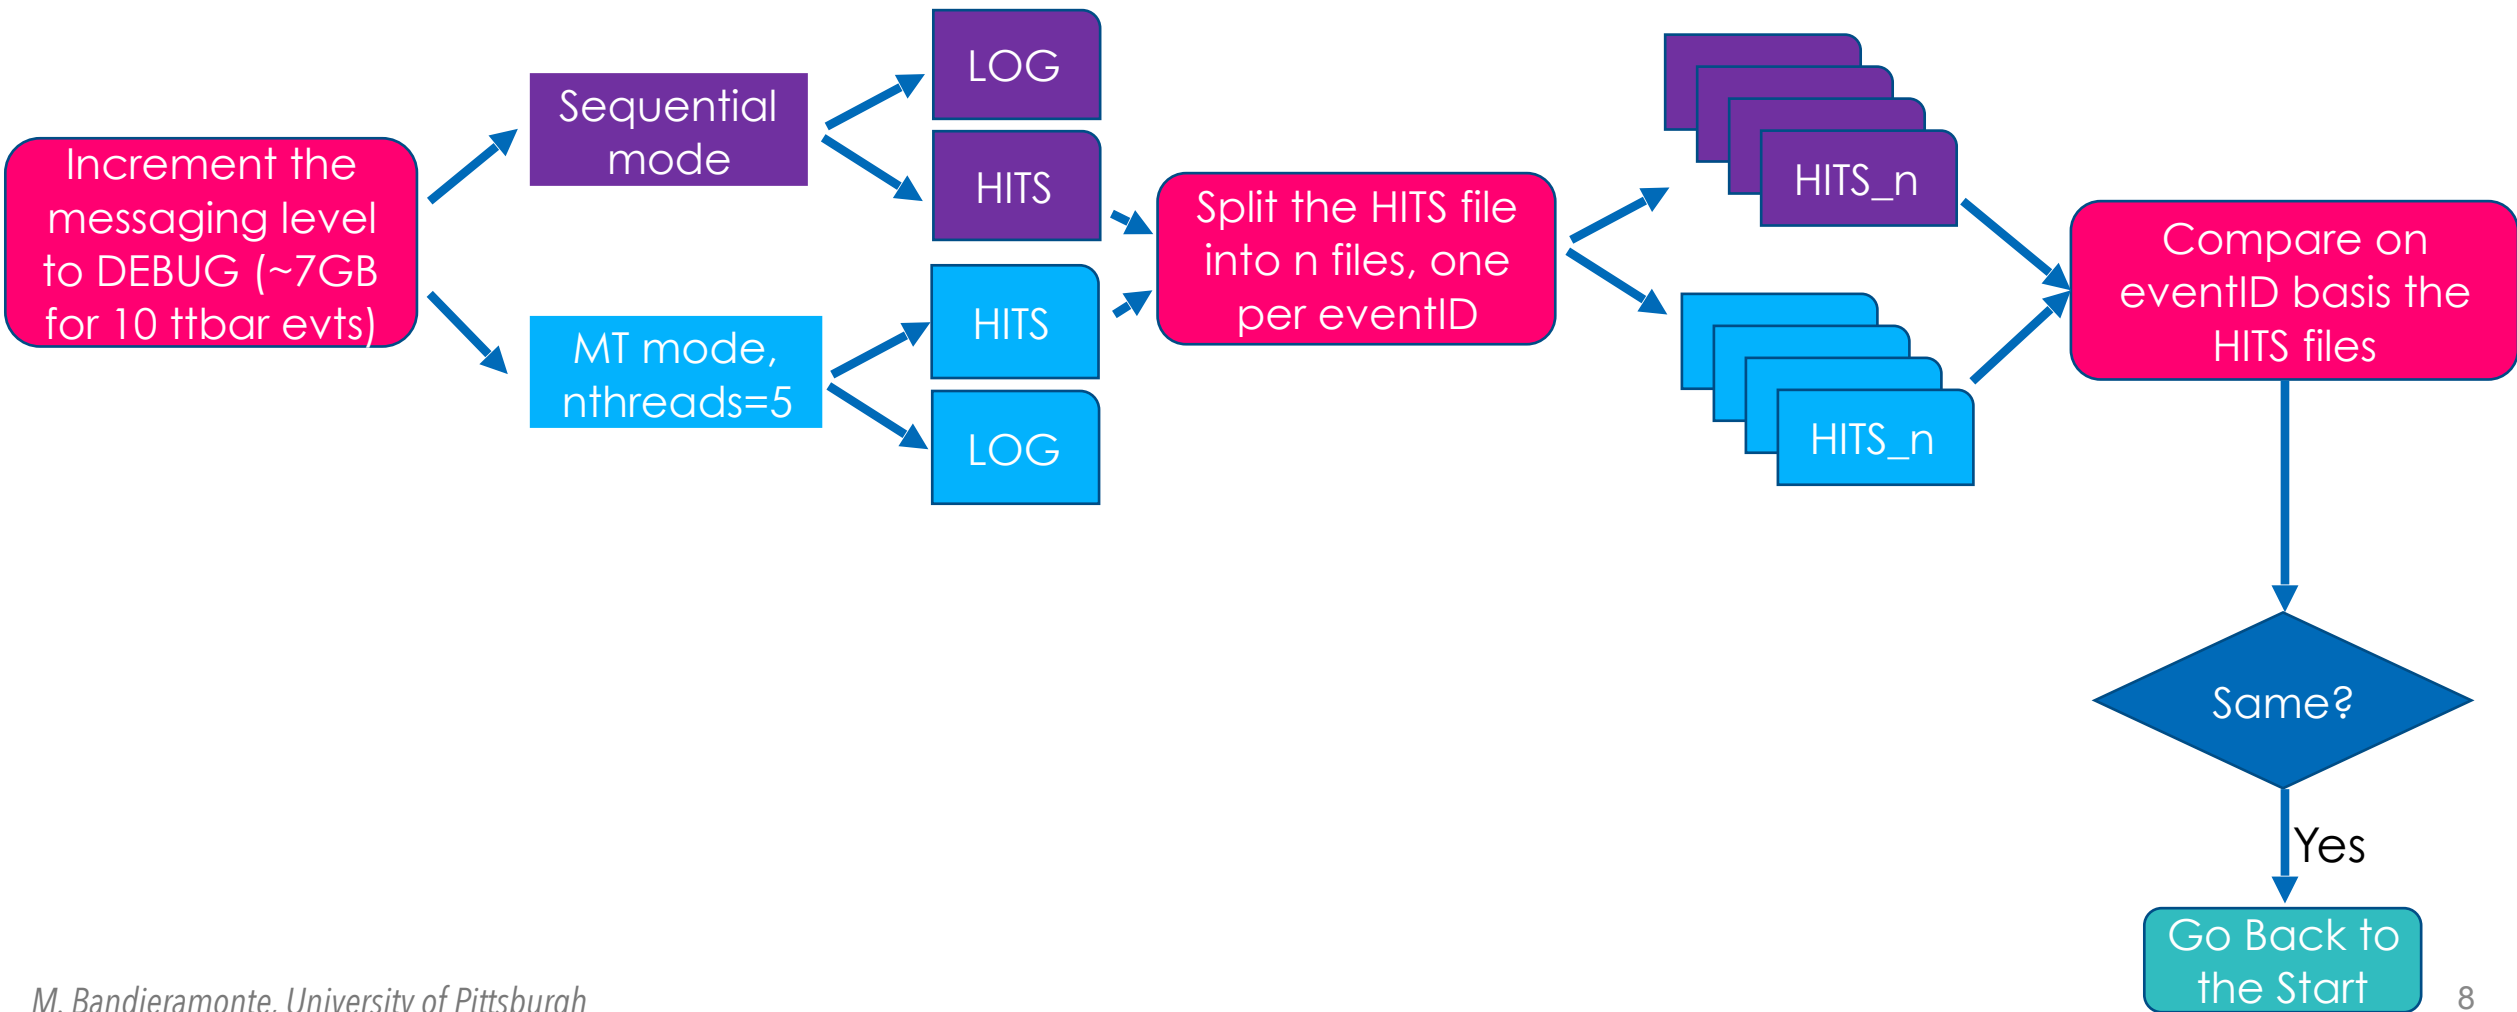 Increment the
messaging level
to DEBUG (~7GB
for 10 ttbar evts)
Sequential
mode
MT mode,
nthreads=5
LOG
HITS
HITS
LOG
Split the HITS file
into n files, one
per eventID
HITS_n
HITS_n
Compare on
eventID basis the
HITS files
Same?
Yes
Go Back to
the Start
M. Bandieramonte, University of Pittsburgh
8